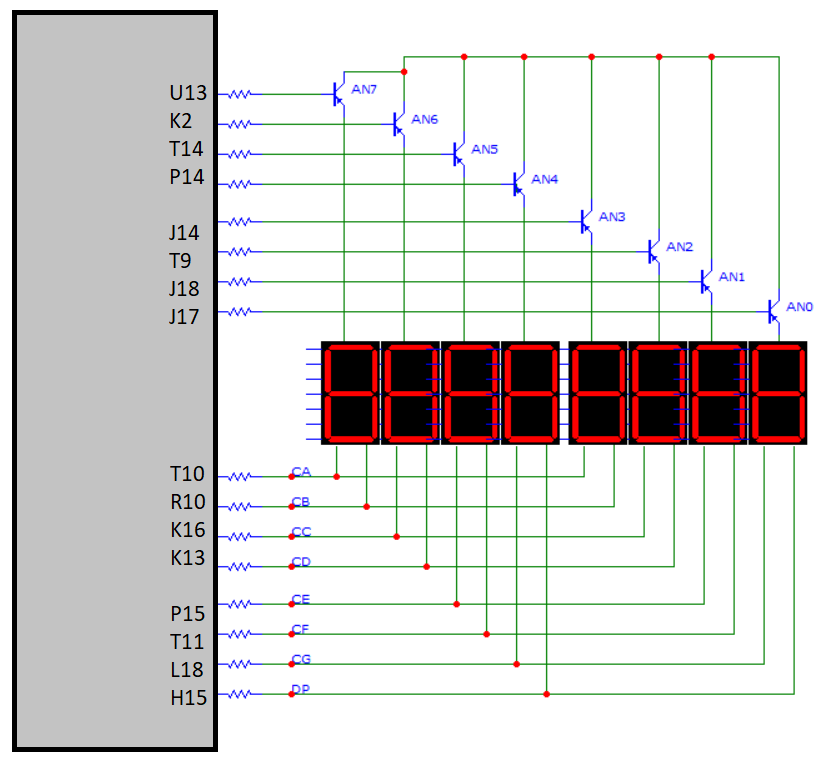 U13
AN7
K2
AN6
T14
AN5
P14
AN4
J14
AN3
T9
AN2
J18
AN1
J17
AN0
T10
CA
R10
CB
K16
CC
K13
CD
P15
CE
T11
CF
L18
CG
H15
DP